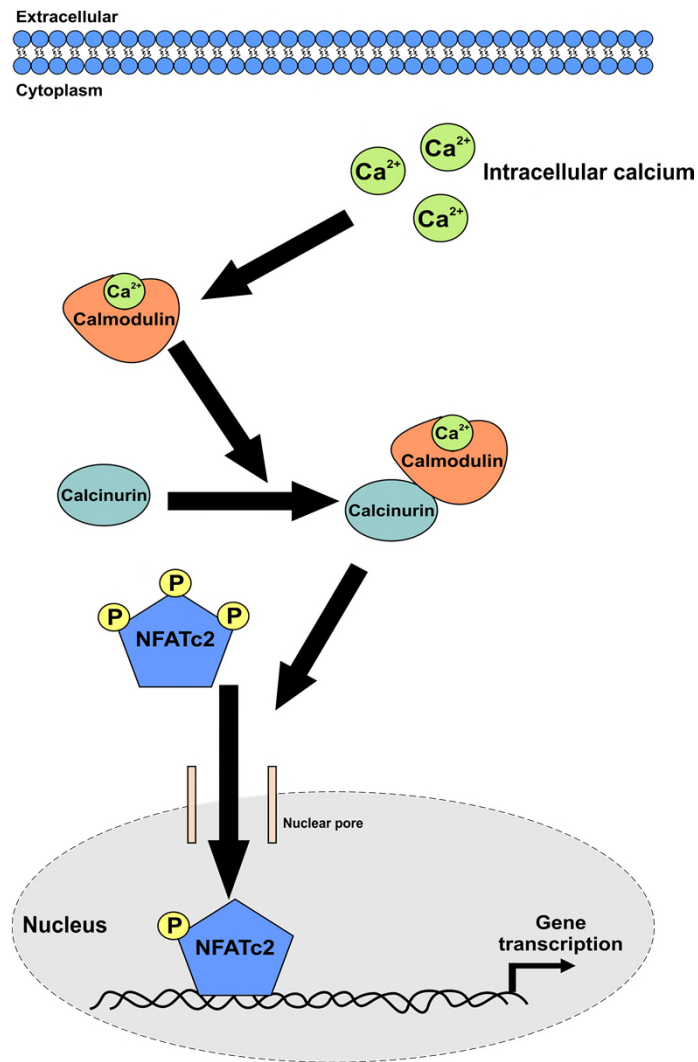 Extracellular
Cytoplasm
Ca²⁺
Ca²⁺
Ca²⁺
Intracellular calcium
Ca²⁺
Calmodulin
Ca²⁺
Calmodulin
Calcinurin
Calcinurin
P
P
P
NFATc2
Nuclear pore
Nucleus
P
NFATc2
Gene
transcription